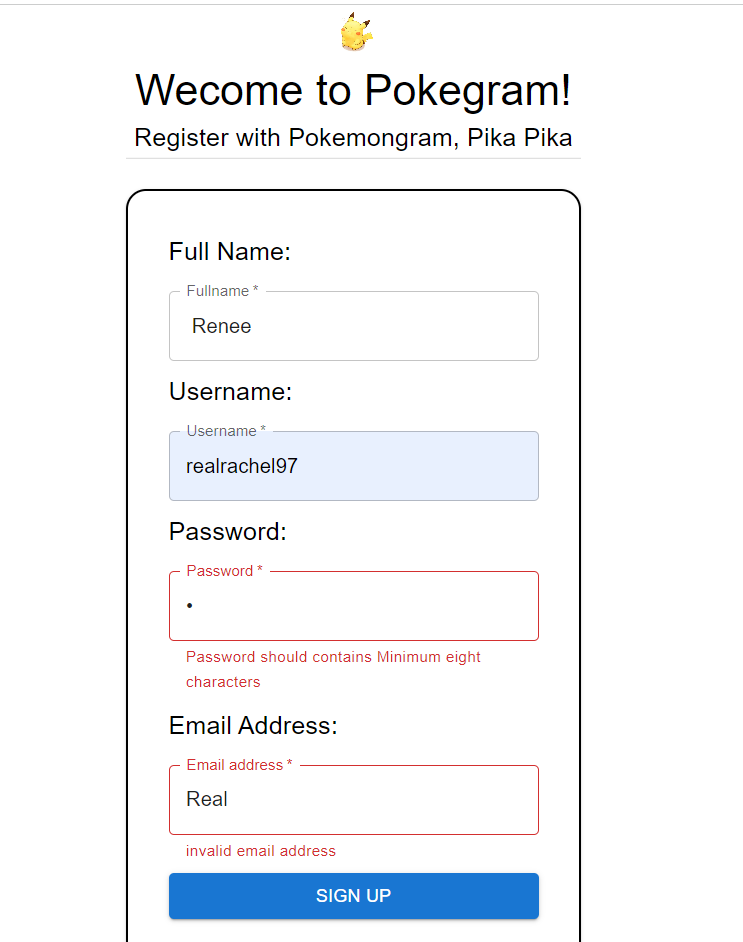 Wecome to Pokegram!
Register with Pokemongram, Pika Pika
Full Name:
Fullname *
Renee
Username:
Username *
realrachel97
Password:
Password *
•
Password should contains Minimum eight
characters
Email Address:
Email address *
Real
invalid email address
SIGN UP